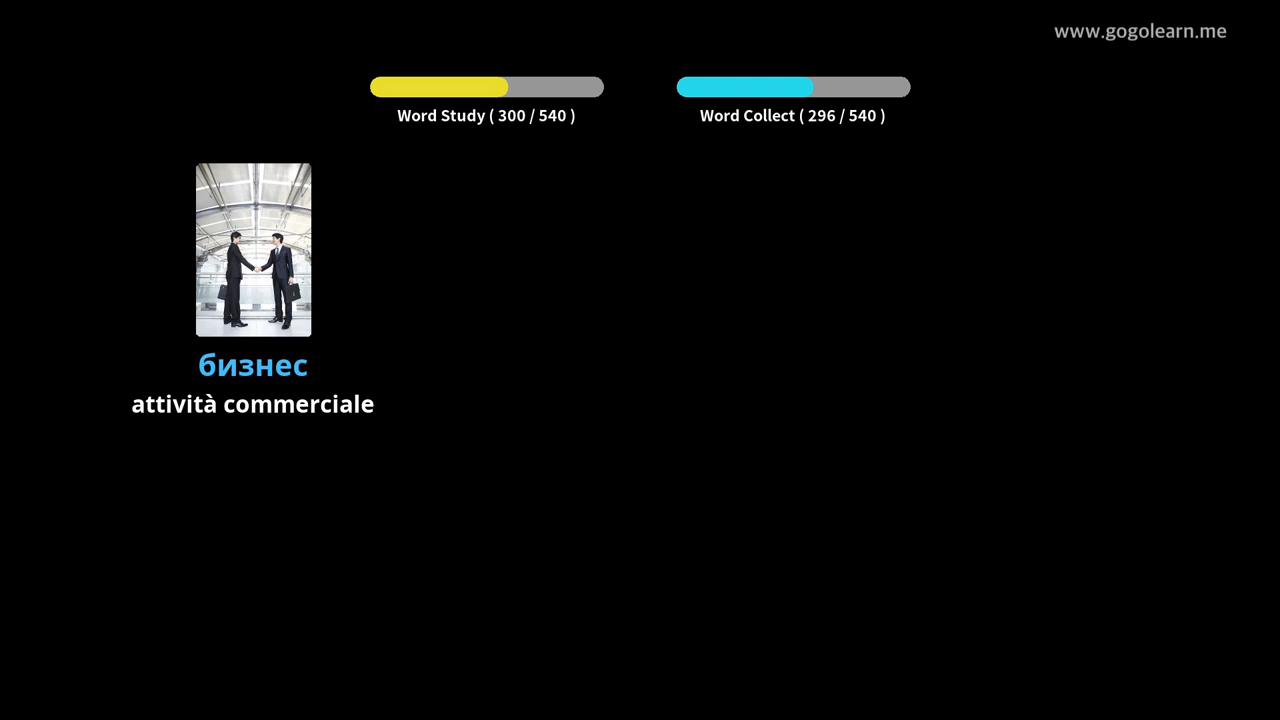 www.gogolearn.me
Word Study ( 300 / 540 )
Word Collect ( 296 / 540 )
бизнес
attività commerciale